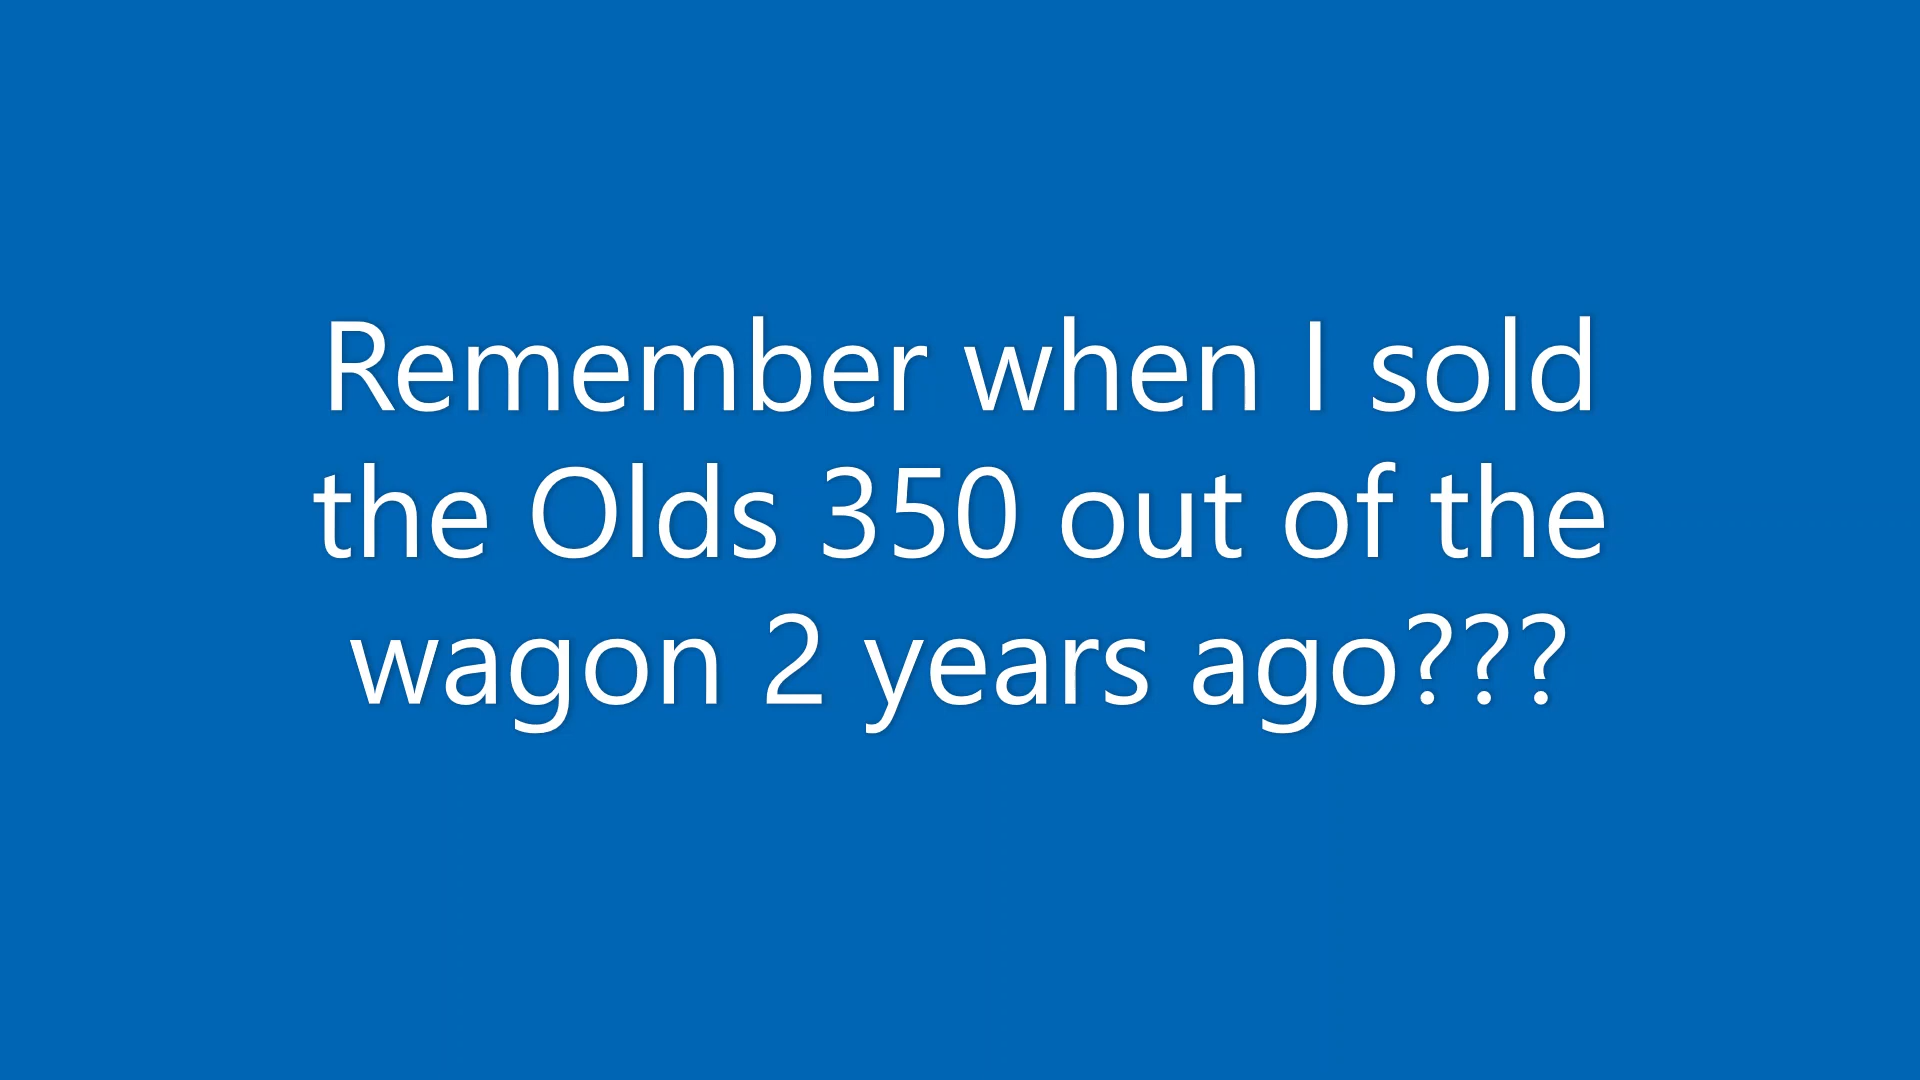 Remember when I sold
the Olds 350 out of the
wagon 2 years ago???